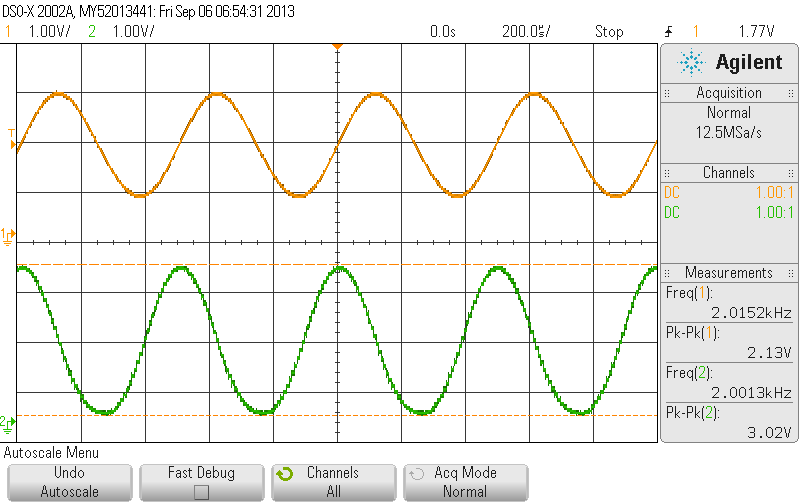 DSO-X 2002A, MY52013441: Fri Sep 06 06:54:31 2013
1 1.00V/ 2 1.00V/ 0.0s 200.0µs/ Stop 1 1.77V
Agilent
Acquisition
Normal
12.5MSa/s
Channels
DC 1.00:1
DC 1.00:1
T
1
2
Measurements
Freq(1):
2.0152kHz
Pk-Pk(1):
2.13V
Freq(2):
2.0013kHz
Pk-Pk(2):
3.02V
Autoscale Menu
Undo
Autoscale
Fast Debug
Channels
All
Acq Mode
Normal